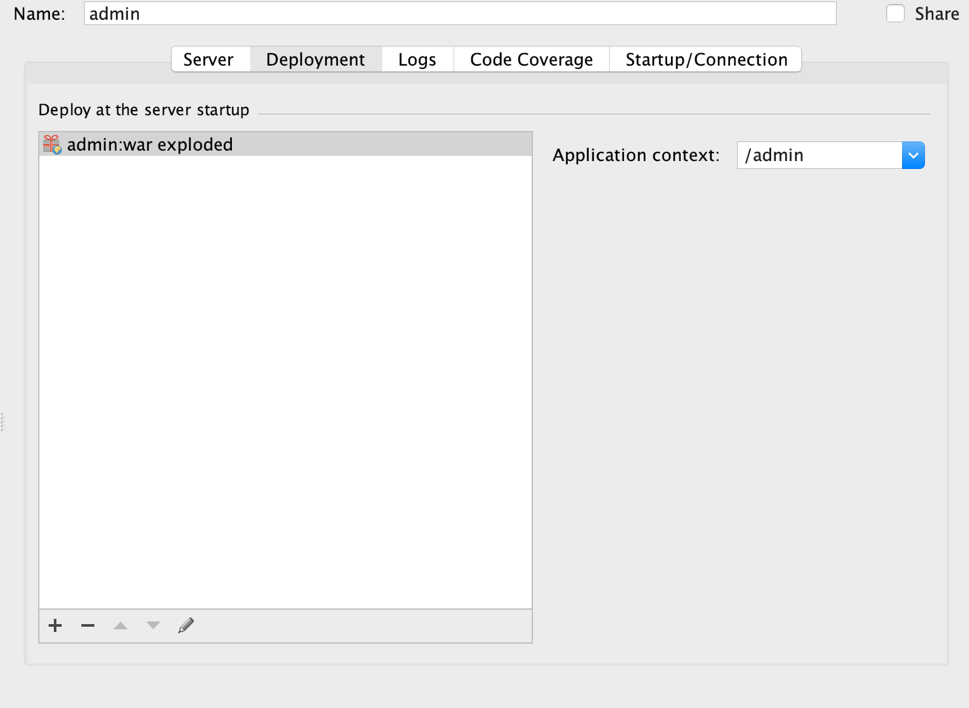 Name: admin Share
Server Deployment Logs Code Coverage Startup/Connection
Deploy at the server startup
admin:war exploded
Application context: /admin